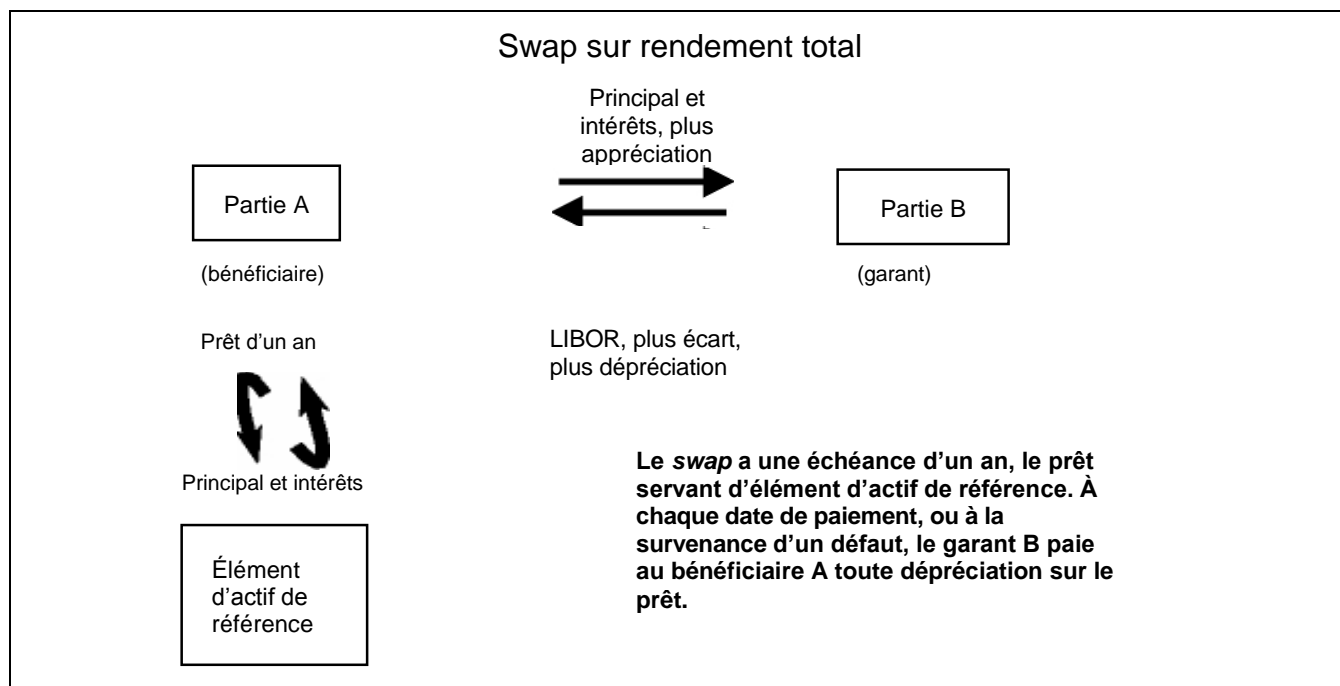 Swap sur rendement total
Principal et
intérêts, plus
appréciation
Partie A
Partie B
(bénéficiaire)
(garant)
Prêt d'un an
LIBOR, plus écart,
plus dépréciation
Principal et intérêts
Le swap a une échéance d'un an, le prêt
servant d'élément d'actif de référence. À
chaque date de paiement, ou à la
survenance d'un défaut, le garant B paie
au bénéficiaire A toute dépréciation sur le
prêt.
Élément
d'actif de
référence